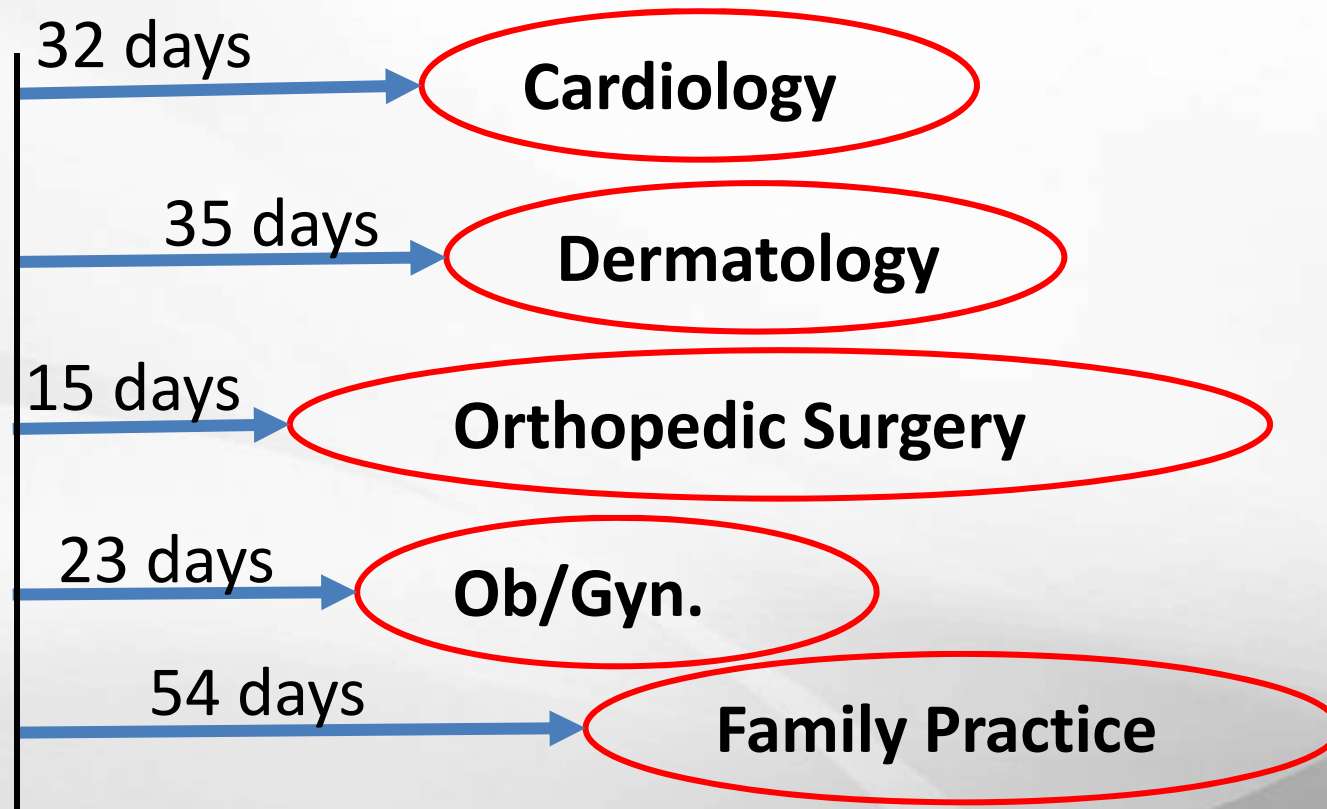 32 days
Cardiology
35 days
Dermatology
15 days
Orthopedic Surgery
23 days
Ob/Gyn.
54 days
Family Practice